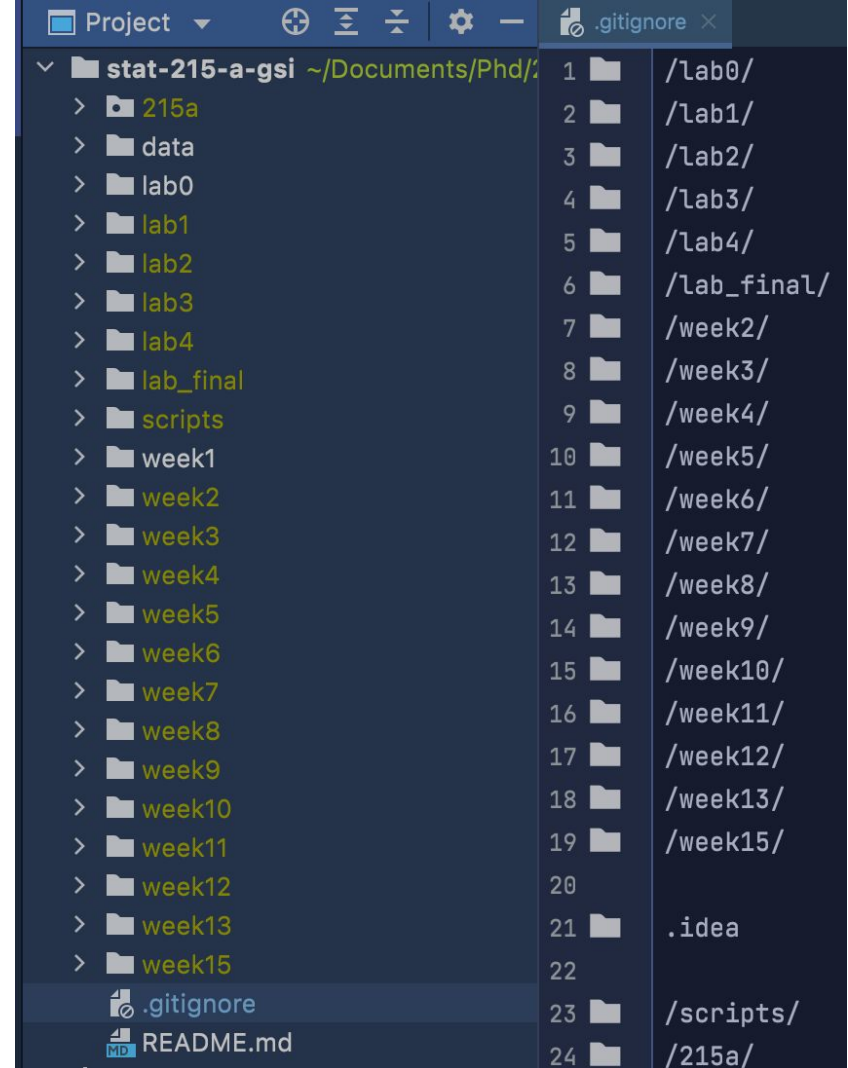 Project
stat-215-a-gsi ~/Documents/Phd/2
215a
data
lab0
lab1
lab2
lab3
lab4
lab_final
scripts
week1
week2
week3
week4
week5
week6
week7
week8
week9
week10
week11
week12
week13
week15
.gitignore
MD README.md
.gitignore
1 /lab0/
2 /lab1/
3 /lab2/
4 /lab3/
5 /lab4/
6 /lab_final/
7 /week2/
8 /week3/
9 /week4/
10 /week5/
11 /week6/
12 /week7/
13 /week8/
14 /week9/
15 /week10/
16 /week11/
17 /week12/
18 /week13/
19 /week15/
20
21 .idea
22
23 /scripts/
24 /215a/